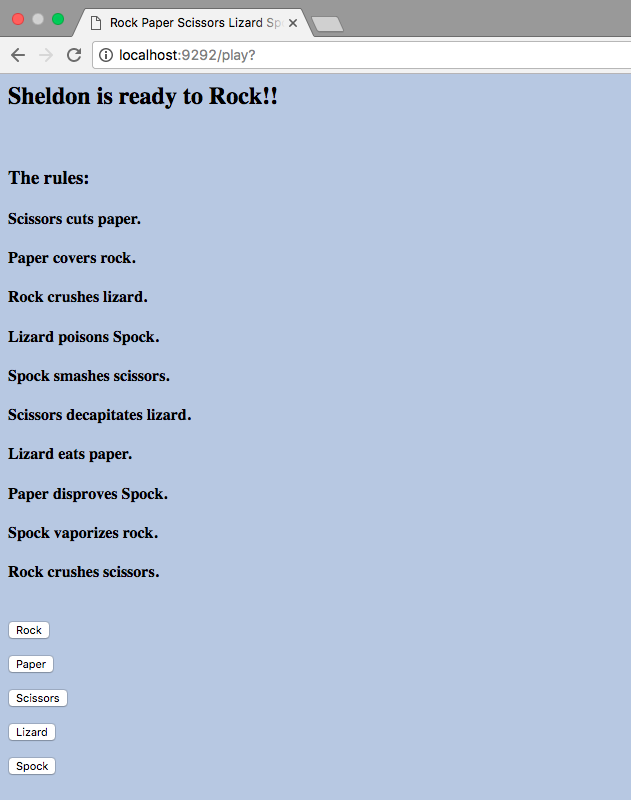 Rock Paper Scissors Lizard Sp
localhost:9292/play?
Sheldon is ready to Rock!!
The rules:
Scissors cuts paper.
Paper covers rock.
Rock crushes lizard.
Lizard poisons Spock.
Spock smashes scissors.
Scissors decapitates lizard.
Lizard eats paper.
Paper disproves Spock.
Spock vaporizes rock.
Rock crushes scissors.
Rock
Paper
Scissors
Lizard
Spock